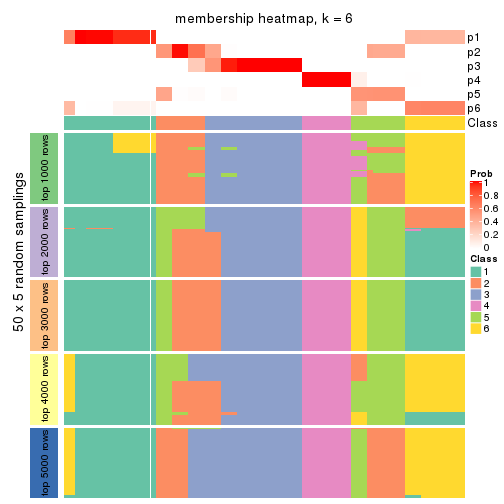 membership heatmap, k = 6
p1
p2
p3
p4
p5
p6
Class
50 x 5 random samplings
top 1000 rows
top 2000 rows
top 3000 rows
top 4000 rows
top 5000 rows
Prob
1
0.8
0.6
0.4
0.2
0
Class
1
2
3
4
5
6